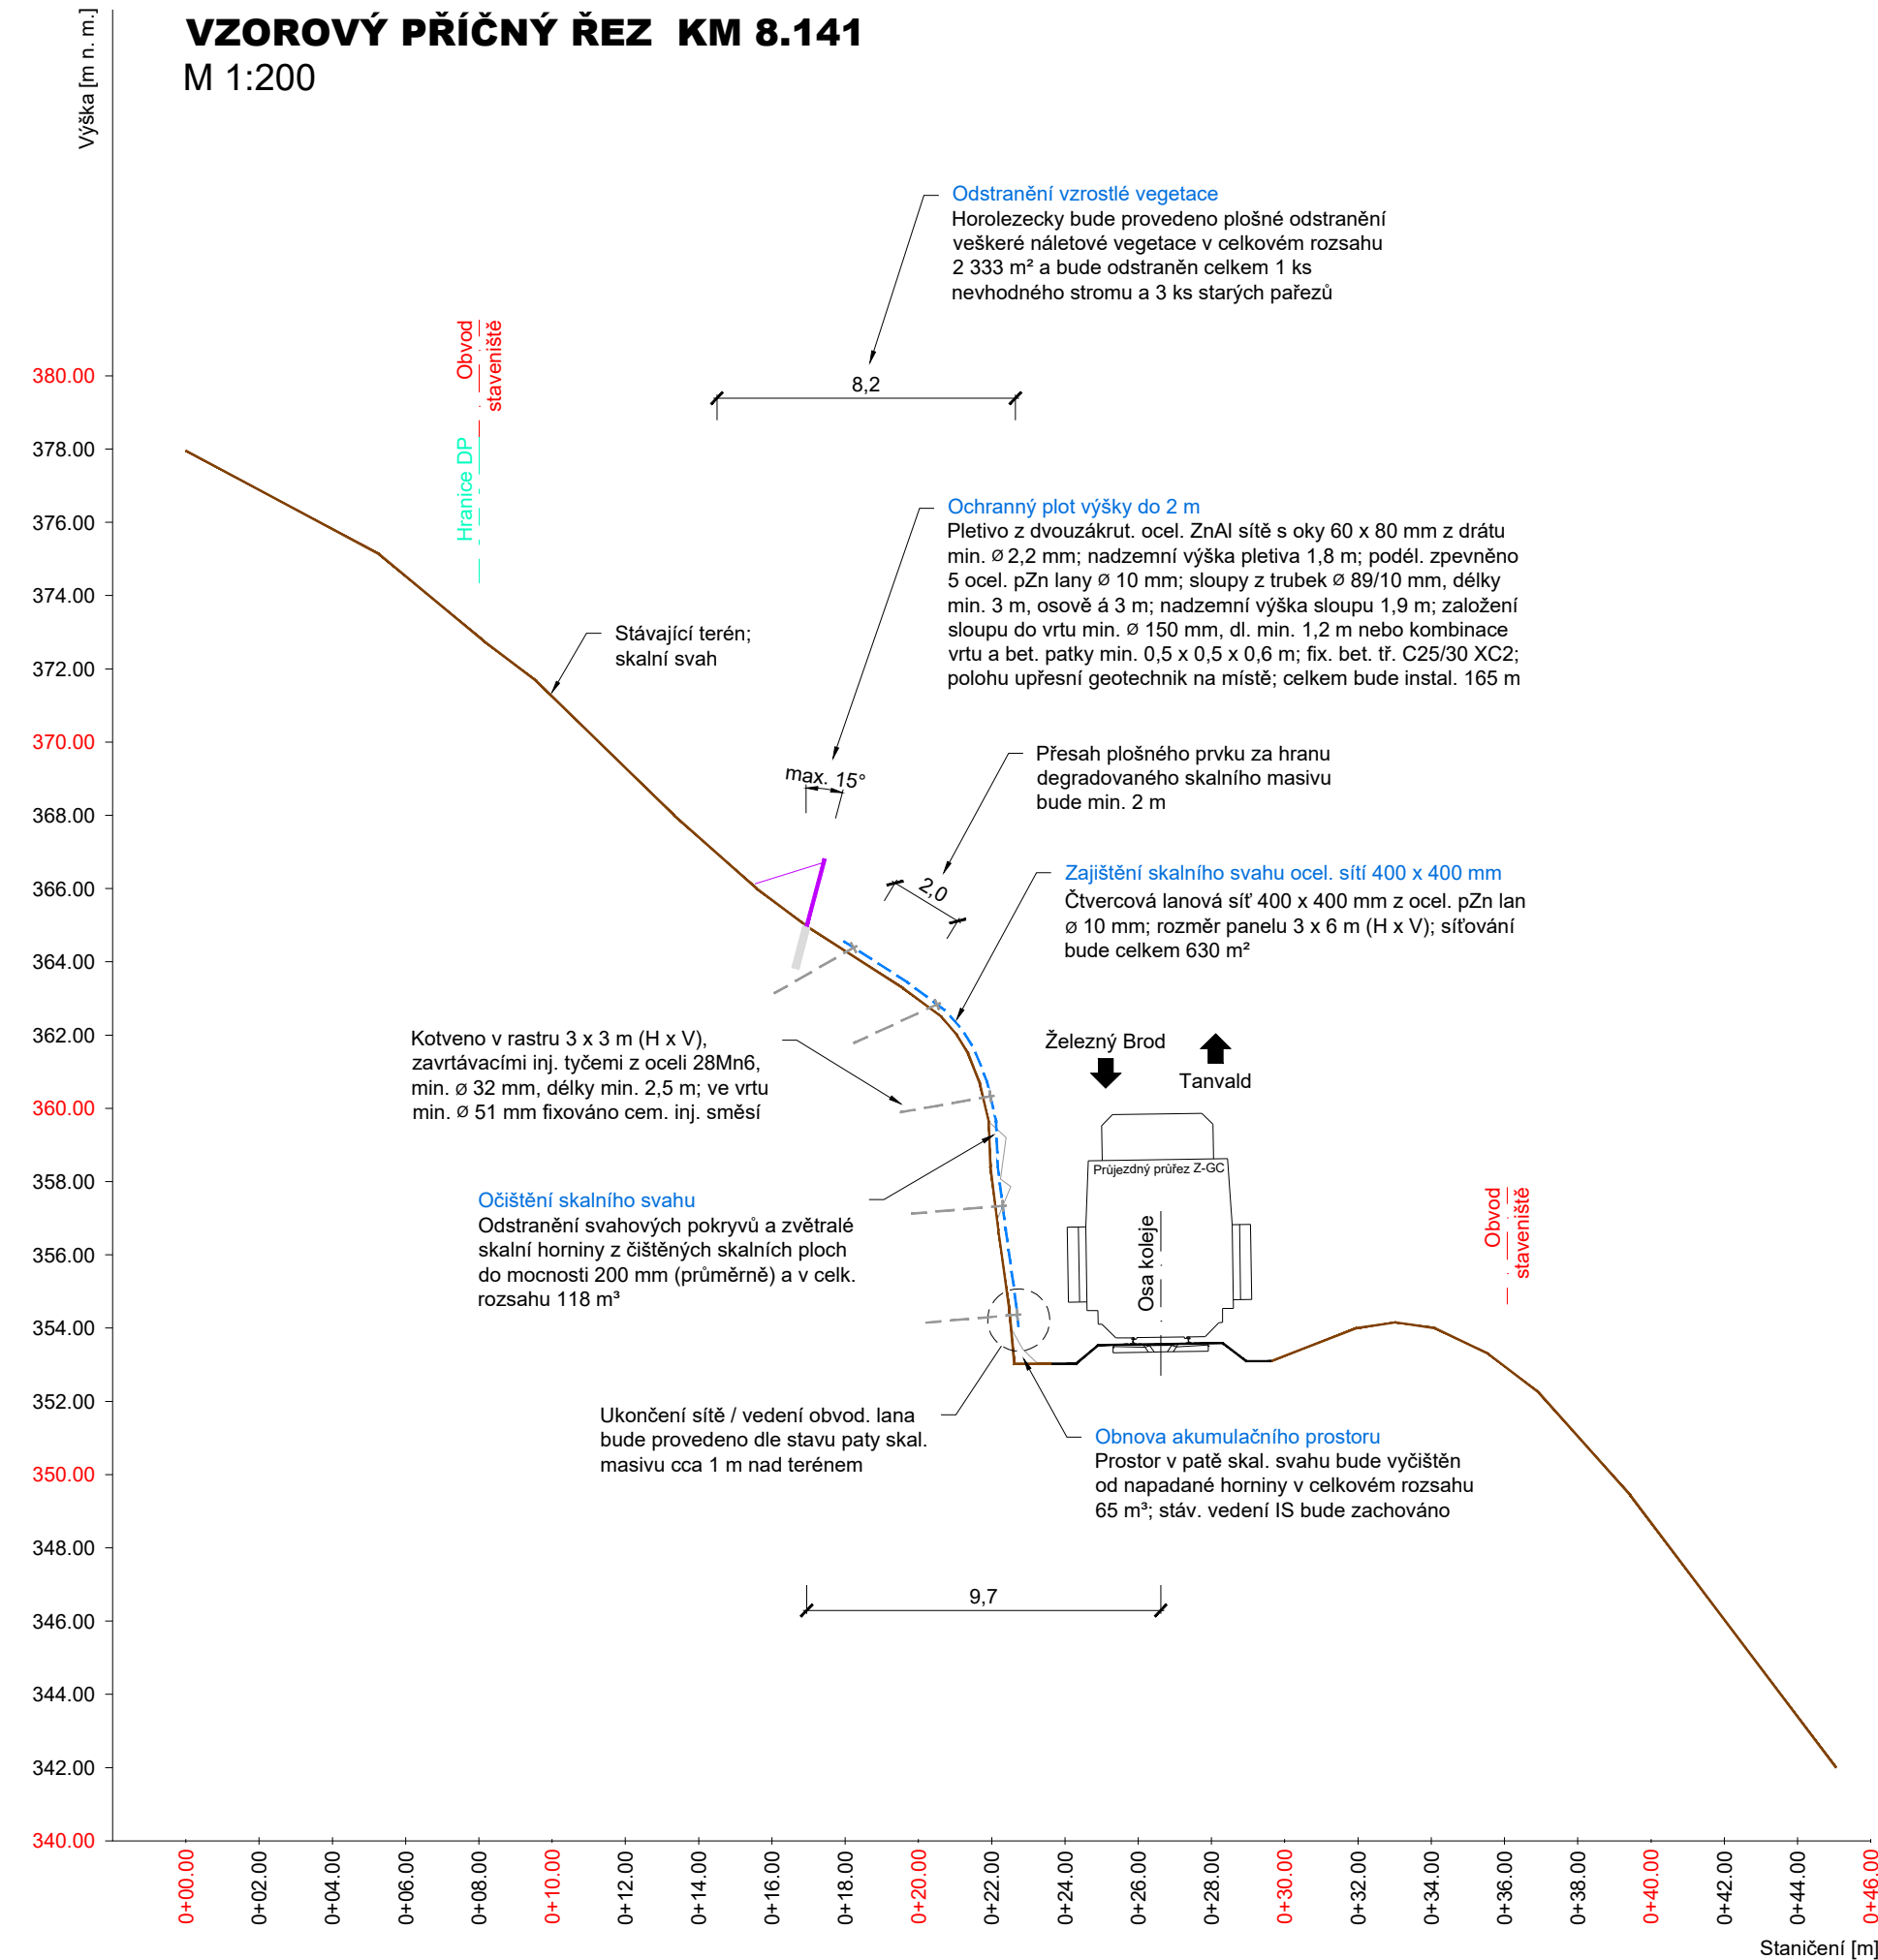 VZOROVÝ PŘÍČNÝ ŘEZ  KM 8.141
M 1:200
Výška [m n. m.]
Odstranění vzrostlé vegetace
Horolezecky bude provedeno plošné odstranění
veškeré náletové vegetace v celkovém rozsahu
2 333 m² a bude odstraněn celkem 1 ks
nevhodného stromu a 3 ks starých pařezů
8,2
Obvod
staveniště
Hranice DP
Ochranný plot výšky do 2 m
Pletivo z dvouzákrut. ocel. ZnAl sítě s oky 60 x 80 mm z drátu
min. ⌀ 2,2 mm; nadzemní výška pletiva 1,8 m; podél. zpevněno
5 ocel. pZn lany ⌀ 10 mm; sloupy z trubek ⌀ 89/10 mm, délky
min. 3 m, osově á 3 m; nadzemní výška sloupu 1,9 m; založení
sloupu do vrtu min. ⌀ 150 mm, dl. min. 1,2 m nebo kombinace
vrtu a bet. patky min. 0,5 x 0,5 x 0,6 m; fix. bet. tř. C25/30 XC2;
polohu upřesní geotechnik na místě; celkem bude instal. 165 m
Stávající terén;
skalní svah
max. 15°
Přesah plošného prvku za hranu
degradovaného skalního masivu
bude min. 2 m
2,0
Zajištění skalního svahu ocel. sítí 400 x 400 mm
Čtvercová lanová síť 400 x 400 mm z ocel. pZn lan
⌀ 10 mm; rozměr panelu 3 x 6 m (H x V); síťování
bude celkem 630 m²
Kotveno v rastru 3 x 3 m (H x V),
zavrtávacími inj. tyčemi z oceli 28Mn6,
min. ⌀ 32 mm, délky min. 2,5 m; ve vrtu
min. ⌀ 51 mm fixováno cem. inj. směsí
Železný Brod
Tanvald
Průjezdný průřez Z-GC
Osa koleje
Očištění skalního svahu
Odstranění svahových pokryvů a zvětralé
skalní horniny z čištěných skalních ploch
do mocnosti 200 mm (průměrně) a v celk.
rozsahu 118 m³
Obvod
staveniště
Ukončení sítě / vedení obvod. lana
bude provedeno dle stavu paty skal.
masivu cca 1 m nad terénem
Obnova akumulačního prostoru
Prostor v patě skal. svahu bude vyčištěn
od napadané horniny v celkovém rozsahu
65 m³; stáv. vedení IS bude zachováno
9,7
380.00
378.00
376.00
374.00
372.00
370.00
368.00
366.00
364.00
362.00
360.00
358.00
356.00
354.00
352.00
350.00
348.00
346.00
344.00
342.00
340.00
0+00.00
0+02.00
0+04.00
0+06.00
0+08.00
0+10.00
0+12.00
0+14.00
0+16.00
0+18.00
0+20.00
0+22.00
0+24.00
0+26.00
0+28.00
0+30.00
0+32.00
0+34.00
0+36.00
0+38.00
0+40.00
0+42.00
0+44.00
0+46.00
Staničení [m]